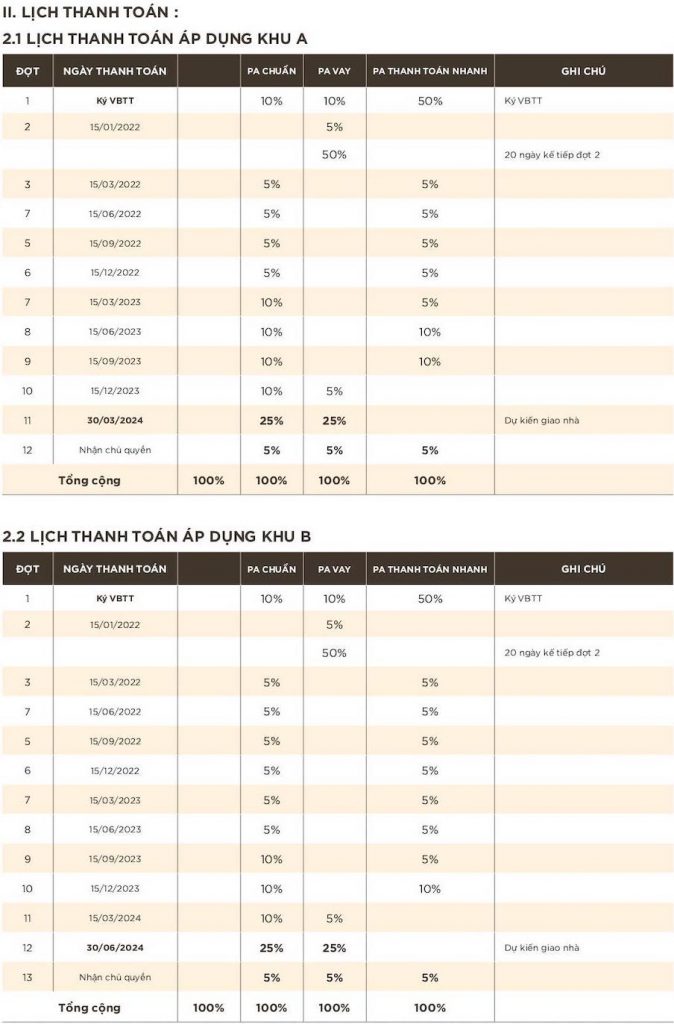 II. LỊCH THANH TOÁN :
2.1 LỊCH THANH TOÁN ÁP DỤNG KHU A
ĐỢT NGÀY THANH TOÁN PA CHUẨN PA VAY PA THANH TOÁN NHANH GHI CHÚ
1 Ký VBTT 10% 10% 50% Ký VBTT
2 15/01/2022 5%
50% 20 ngày kế tiếp đợt 2
3 15/03/2022 5% 5%
7 15/06/2022 5% 5%
5 15/09/2022 5% 5%
6 15/12/2022 5% 5%
7 15/03/2023 10% 5%
8 15/06/2023 10% 10%
9 15/09/2023 10% 10%
10 15/12/2023 10% 5%
11 30/03/2024 25% 25% Dự kiến giao nhà
12 Nhận chủ quyền 5% 5% 5%
Tổng cộng 100% 100% 100% 100%
2.2 LỊCH THANH TOÁN ÁP DỤNG KHU B
ĐỢT NGÀY THANH TOÁN PA CHUẨN PA VAY PA THANH TOÁN NHANH GHI CHÚ
1 Ký VBTT 10% 10% 50% Ký VBTT
2 15/01/2022 5%
50% 20 ngày kế tiếp đợt 2
3 15/03/2022 5% 5%
7 15/06/2022 5% 5%
5 15/09/2022 5% 5%
6 15/12/2022 5% 5%
7 15/03/2023 5% 5%
8 15/06/2023 5% 5%
9 15/09/2023 10% 5%
10 15/12/2023 10% 10%
11 15/03/2024 10% 5%
12 30/06/2024 25% 25% Dự kiến giao nhà
13 Nhận chủ quyền 5% 5% 5%
Tổng cộng 100% 100% 100% 100%